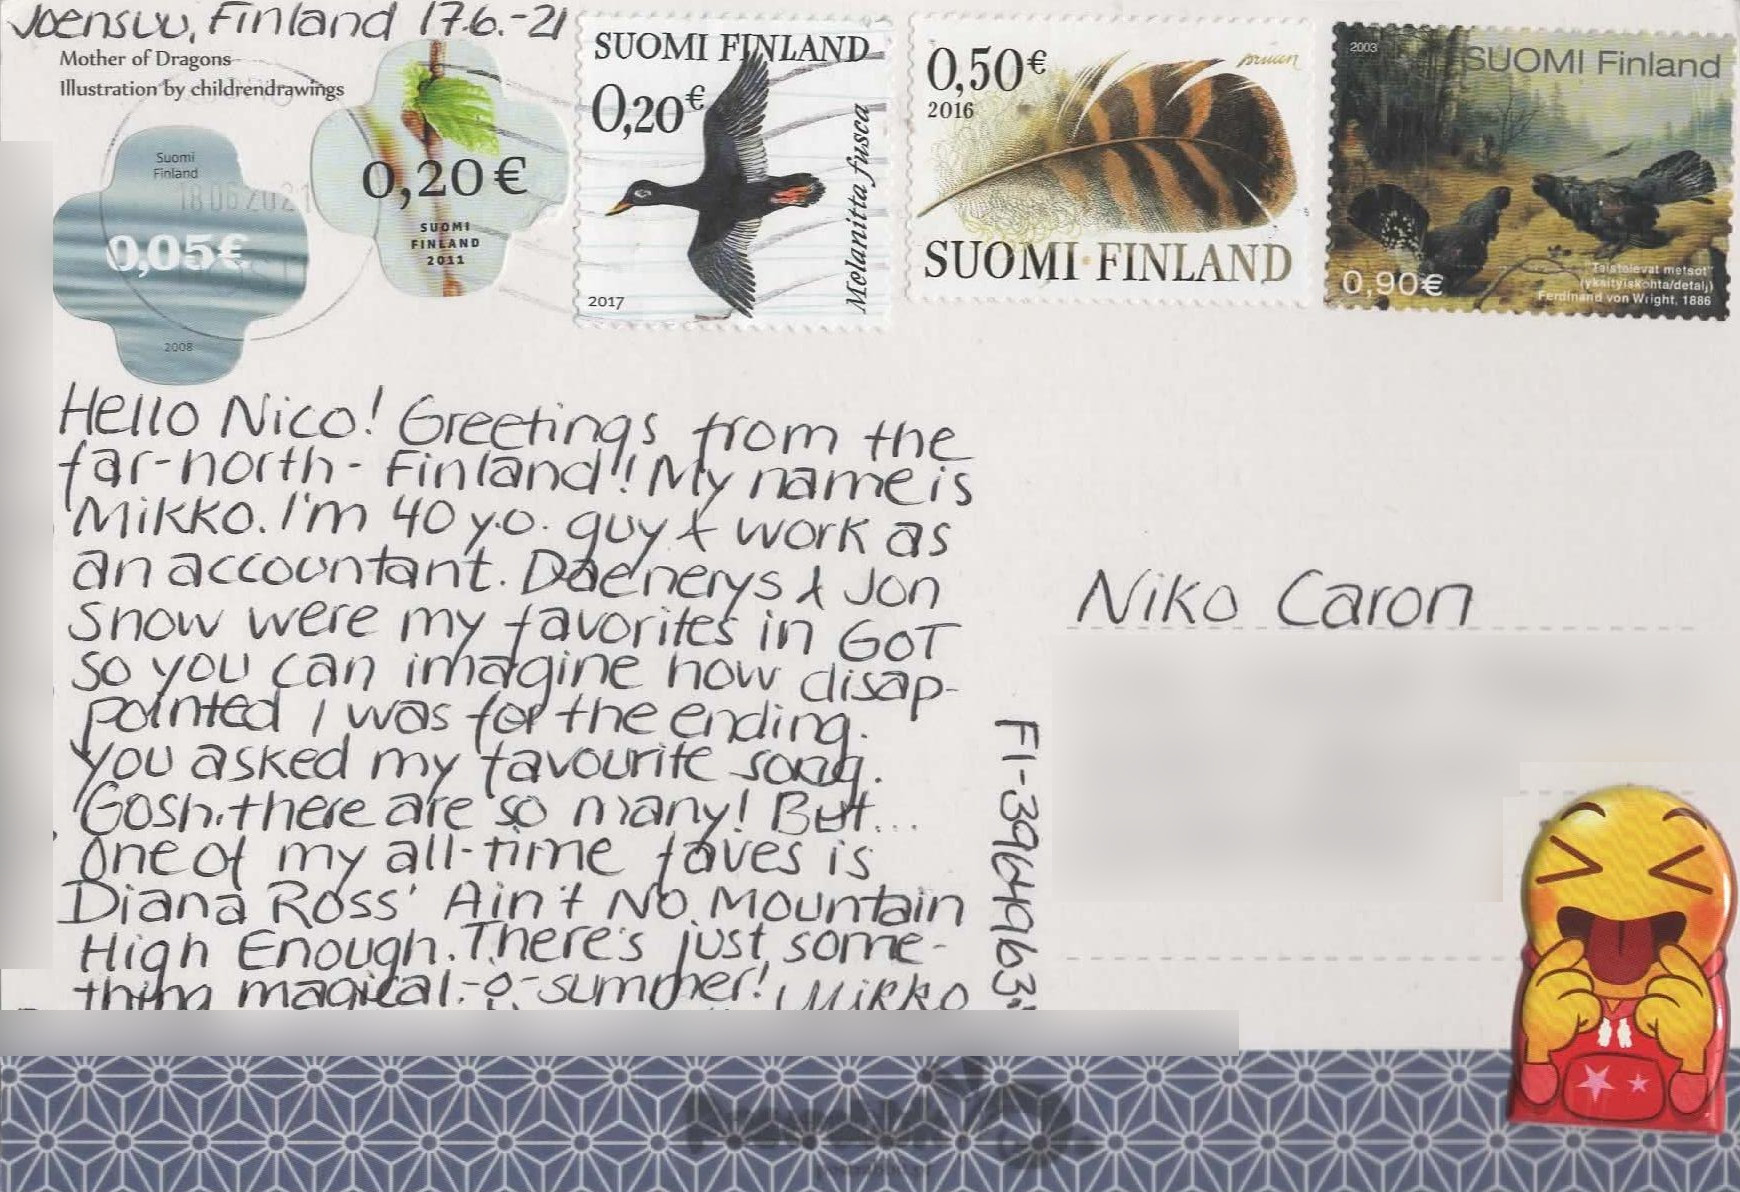 Joensuu, Finland 17.6.-21
Mother of Dragons
Illustration by childrendrawings
Suomi
Finland
18 06 2021
0,05€
2008
0,20€
SUOMI
FINLAND
2011
SUOMI FINLAND
0,20€
Melanitta fusca
2017
0,50€
2016
SUOMI FINLAND
2003
SUOMI Finland
0,90€
"Taistelevat metsot"
(yksityiskohta/detalj)
Ferdinand von Wright, 1886
Hello Nico! Greetings from the
far-north - Finland!! My name is
Mikko. I'm 40 y.o. guy & work as
an accountant. Daenerys & Jon
Snow were my favorites in GoT
so you can imagine how disap-
pointed I was for the ending.
You asked my favourite song.
Gosh, there are so many! But...
One of my all-time faves is
Diana Ross' Ain't No Mountain
High Enough. There's just some-
thing magical -o- summer! Mikko
FI-3964963
Niko Caron